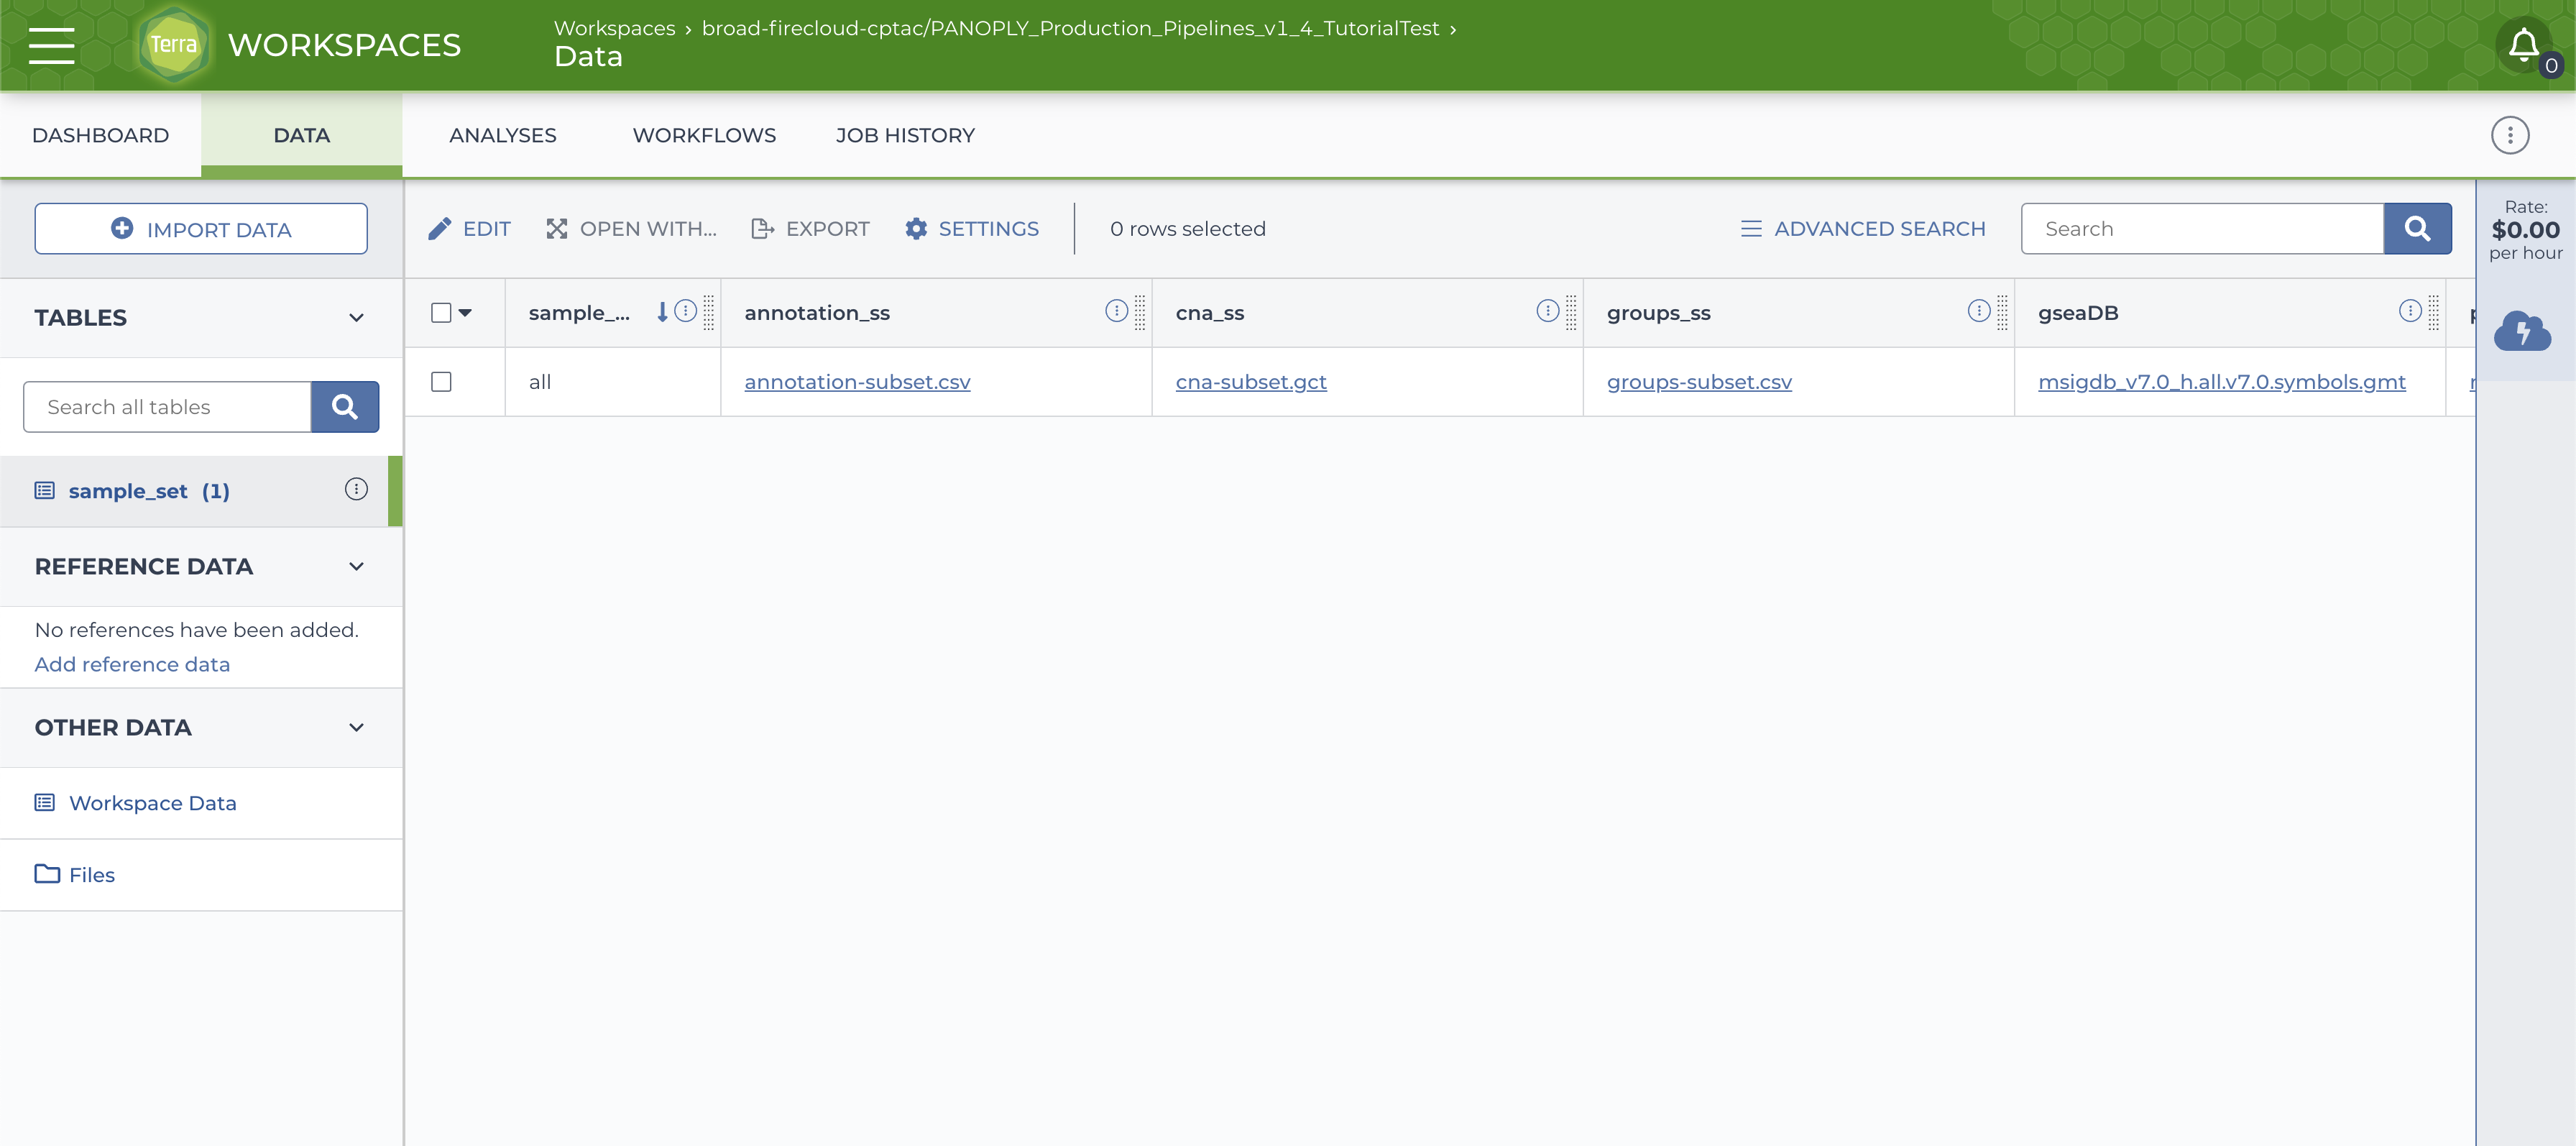 Terra
WORKSPACES
Workspaces › broad-firecloud-cptac/PANOPLY_Production_Pipelines_v1_4_TutorialTest ›
Data
0
DASHBOARD
DATA
ANALYSES
WORKFLOWS
JOB HISTORY
IMPORT DATA
EDIT
OPEN WITH...
EXPORT
SETTINGS
0 rows selected
ADVANCED SEARCH
Search
Rate:
$0.00
per hour
TABLES
Search all tables
sample_set (1)
REFERENCE DATA
No references have been added.
Add reference data
OTHER DATA
Workspace Data
Files
sample_...
annotation_ss
cna_ss
groups_ss
gseaDB
all
annotation-subset.csv
cna-subset.gct
groups-subset.csv
msigdb_v7.0_h.all.v7.0.symbols.gmt